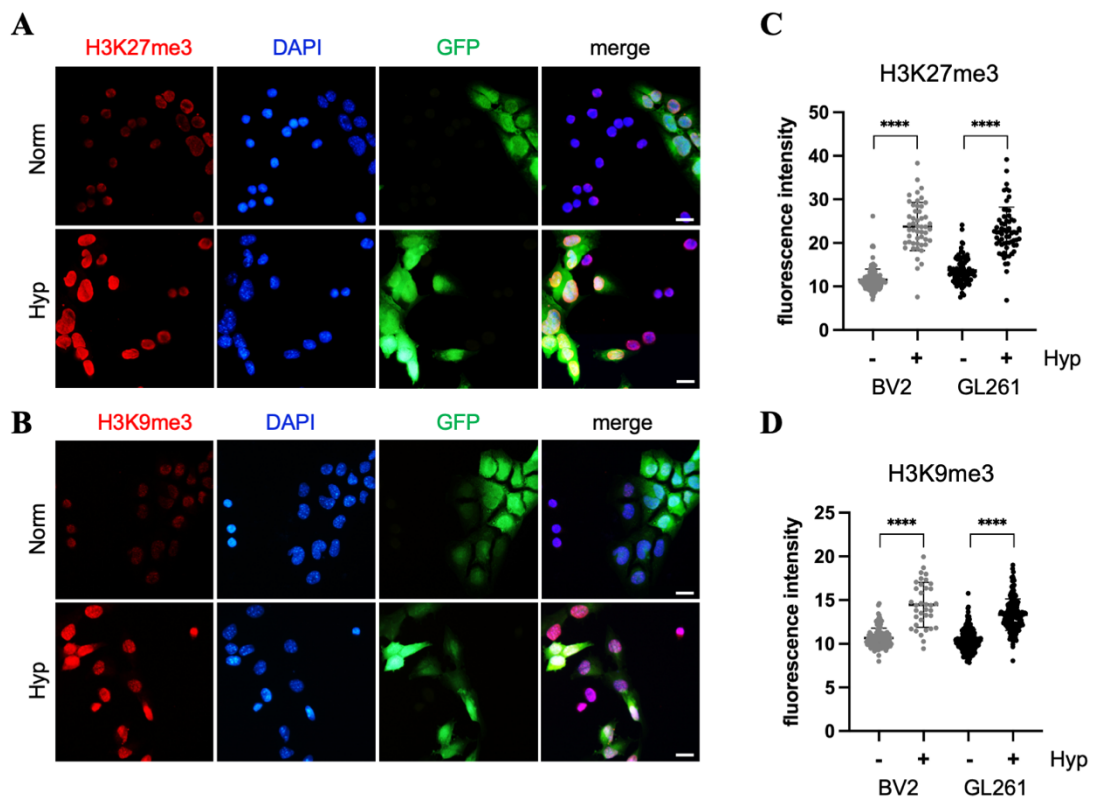 A
H3K27me3 DAPI GFP merge
Norm
Hyp
B
H3K9me3 DAPI GFP merge
Norm
Hyp
C
H3K27me3
fluorescence intensity
50
40
30
20
10
0
**** ****
- + - + Hyp
BV2 GL261
D
H3K9me3
fluorescence intensity
25
20
15
10
5
0
**** ****
- + - + Hyp
BV2 GL261